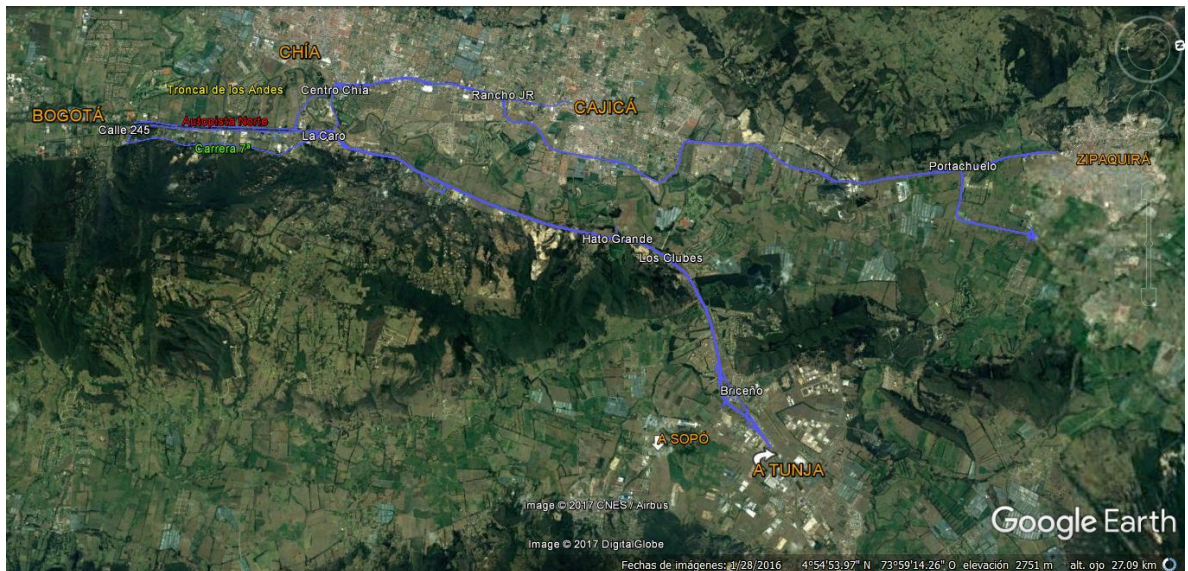 CHÍA
Troncal de los Andes
Centro Chía
Rancho JR
CAJICÁ
BOGOTÁ
Autopista Norte
Calle 245
La Caro
Carrera 7ª
Portachuelo
ZIPAQUIRÁ
Hato Grande
Los Clubes
Briceño
A SOPÓ
A TUNJA
Image © 2017 CNES / Airbus
Google Earth
Image © 2017 DigitalGlobe
Fechas de imágenes: 1/28/2016 4°54'53.97" N 73°59'14.26" O elevación 2751 m alt. ojo 27.09 km